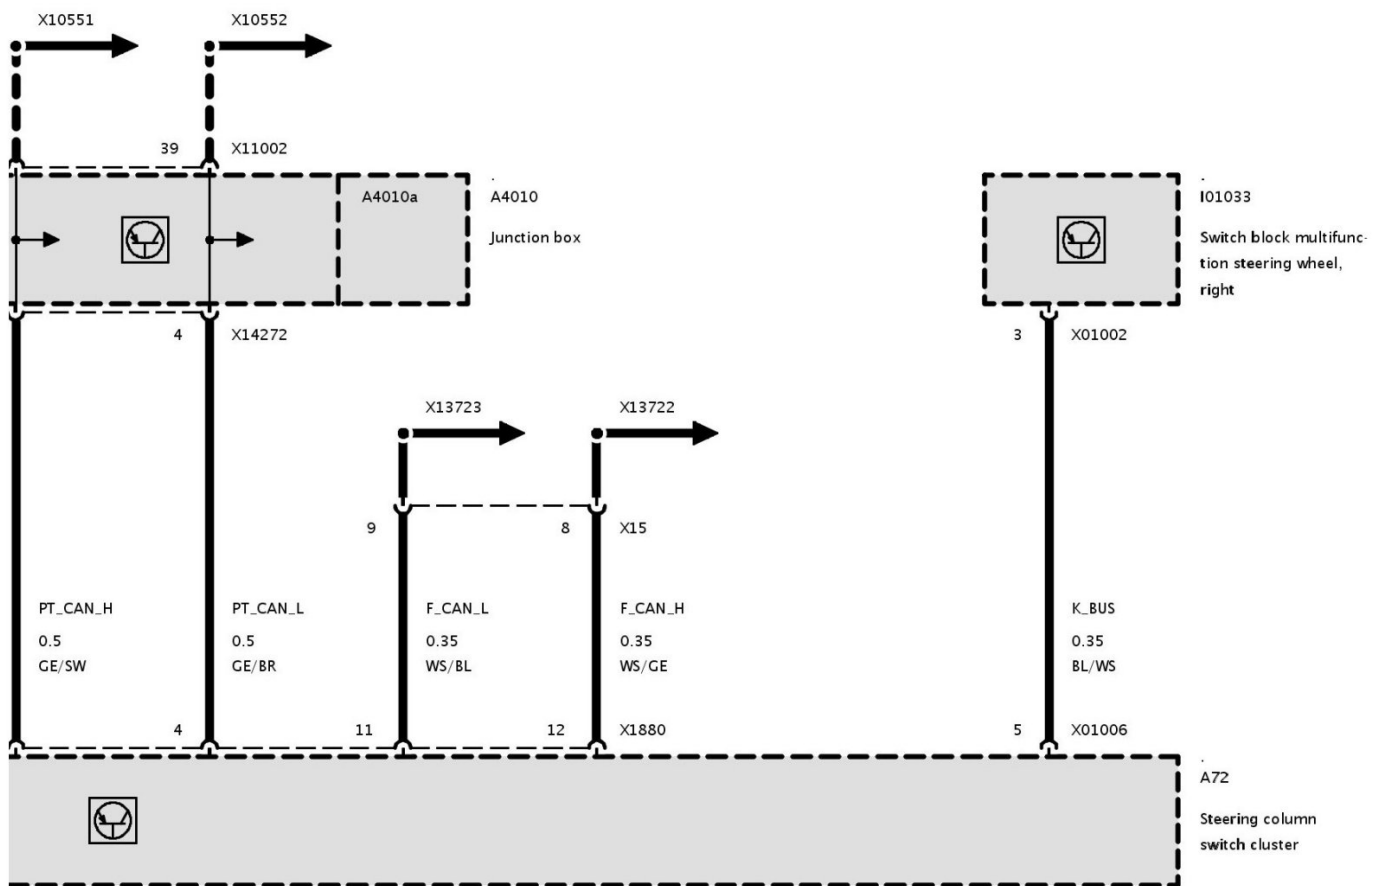 X10551
X10552
39
X11002
A4010a
A4010
Junction box
I01033
Switch block multifunc-
tion steering wheel,
right
4
X14272
3
X01002
X13723
X13722
9
8
X15
PT_CAN_H
0.5
GE/SW
PT_CAN_L
0.5
GE/BR
F_CAN_L
0.35
WS/BL
F_CAN_H
0.35
WS/GE
K_BUS
0.35
BL/WS
4
11
12
X1880
5
X01006
A72
Steering column
switch cluster